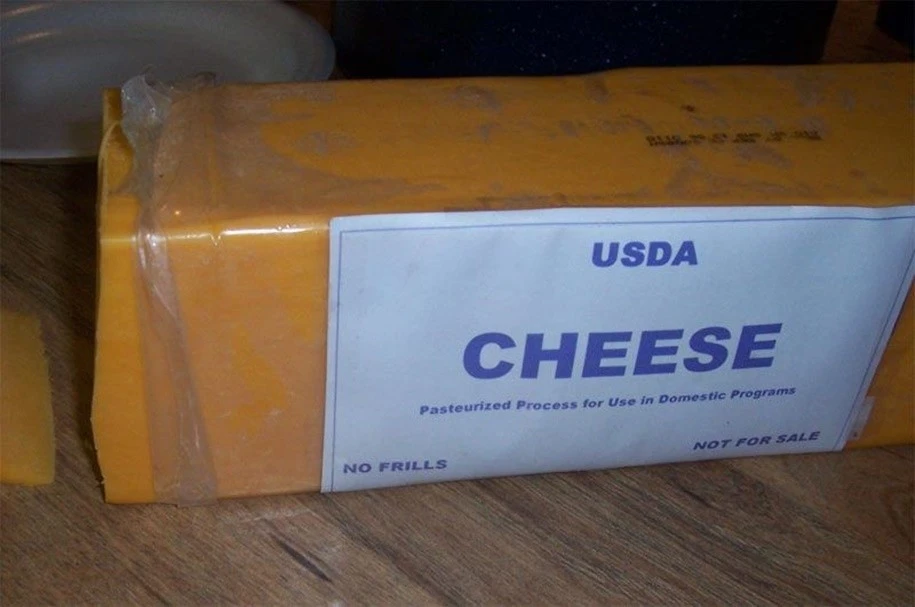 USDA
CHEESE
Pasteurized Process for Use in Domestic Programs
NOT FOR SALE
NO FRILLS